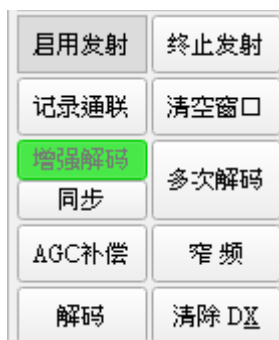 启用发射 终止发射
记录通联 清空窗口
增强解码
同步 多次解码
AGC补偿 窄 频
解码 清除 DX